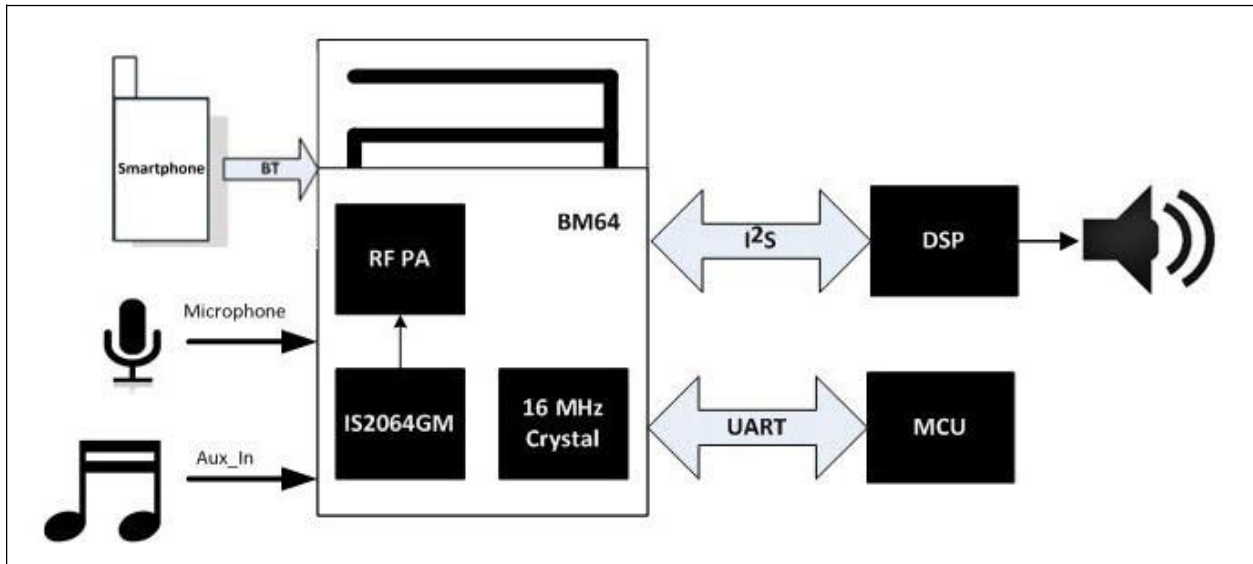 Smartphone
BT
Microphone
Aux_In
BM64
RF PA
IS2064GM
16 MHz
Crystal
I²S
DSP
UART
MCU